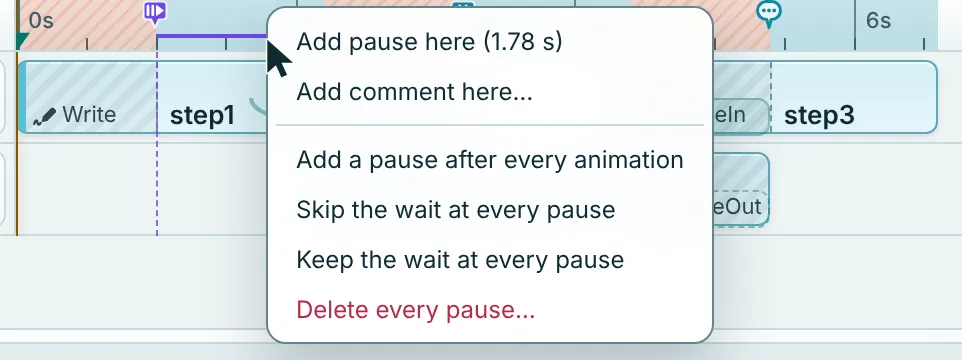 0s
6s
Add pause here (1.78 s)
Add comment here...
Write
step1
eIn
step3
Add a pause after every animation
Skip the wait at every pause
eOut
Keep the wait at every pause
Delete every pause...